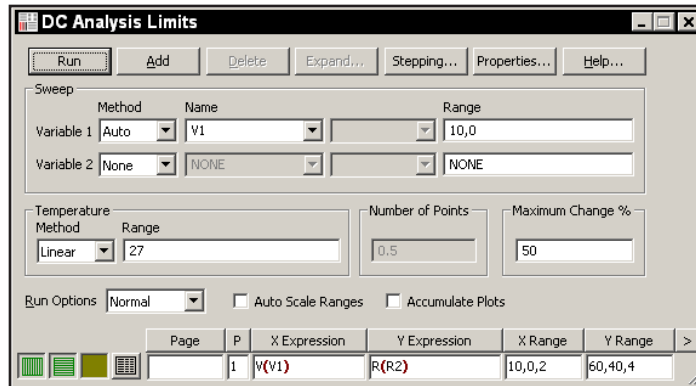 DC Analysis Limits
Run Add Delete Expand... Stepping... Properties... Help...
Sweep
Method Name Range
Variable 1 Auto V1 10,0
Variable 2 None NONE NONE
Temperature Number of Points Maximum Change %
Method Range
Linear 27 0.5 50
Run Options Normal Auto Scale Ranges Accumulate Plots
Page P X Expression Y Expression X Range Y Range >
1 V(V1) R(R2) 10,0,2 60,40,4